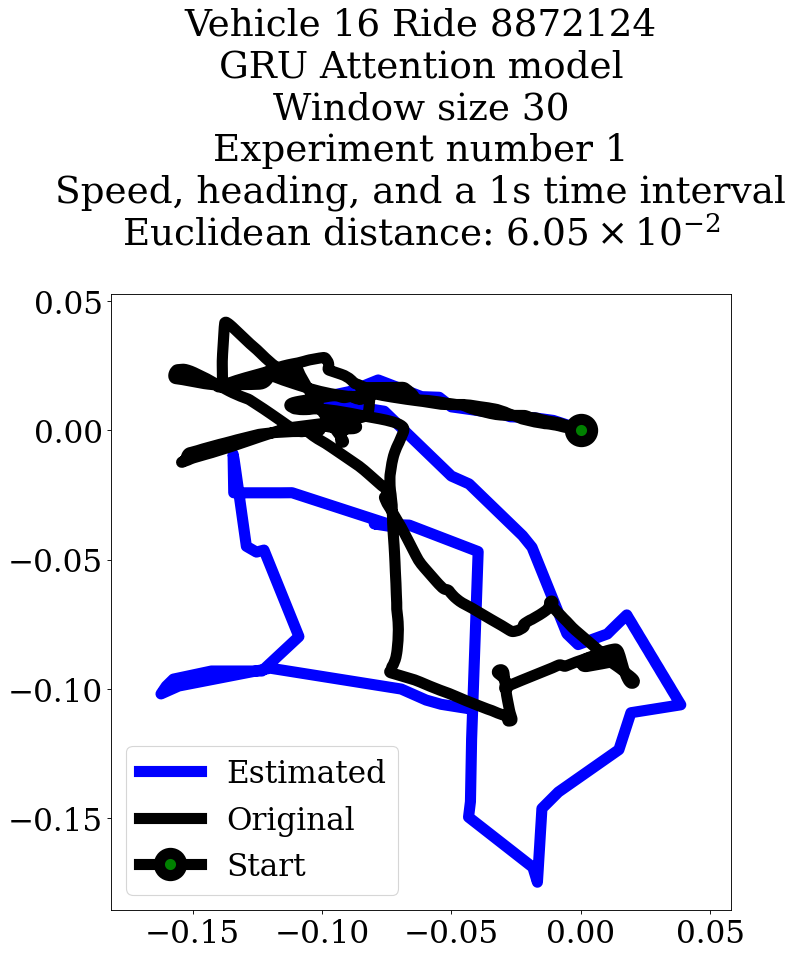 Vehicle 16 Ride 8872124
GRU Attention model
Window size 30
Experiment number 1
Speed, heading, and a 1s time interval
Euclidean distance: 6.05 × 10⁻²
0.05
0.00
−0.05
−0.10
−0.15
Estimated
Original
Start
−0.15 −0.10 −0.05 0.00 0.05